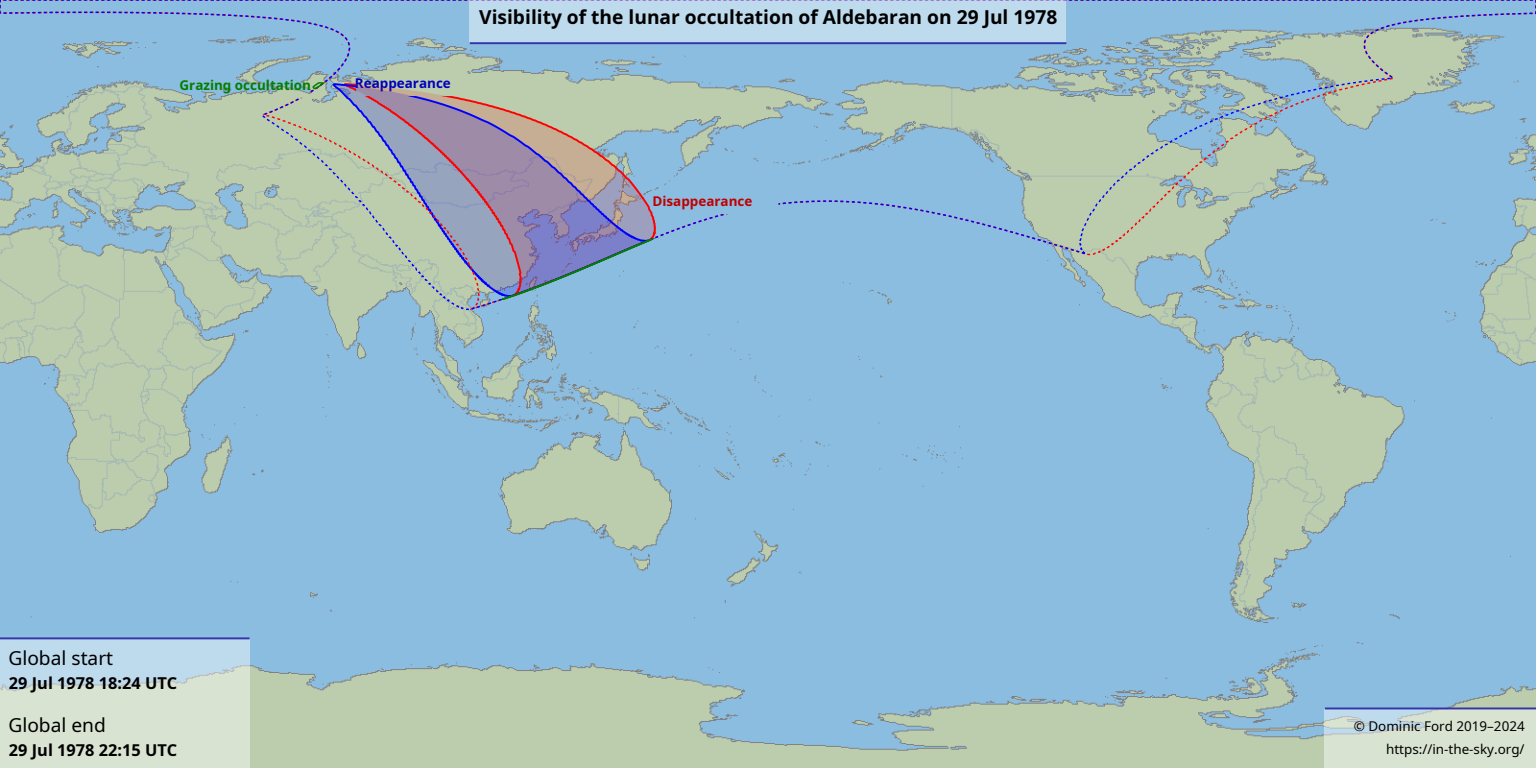 Visibility of the lunar occultation of Aldebaran on 29 Jul 1978
Grazing occultation
Reappearance
Disappearance
Global start
29 Jul 1978 18:24 UTC
Global end
29 Jul 1978 22:15 UTC
© Dominic Ford 2019–2024
https://in-the-sky.org/